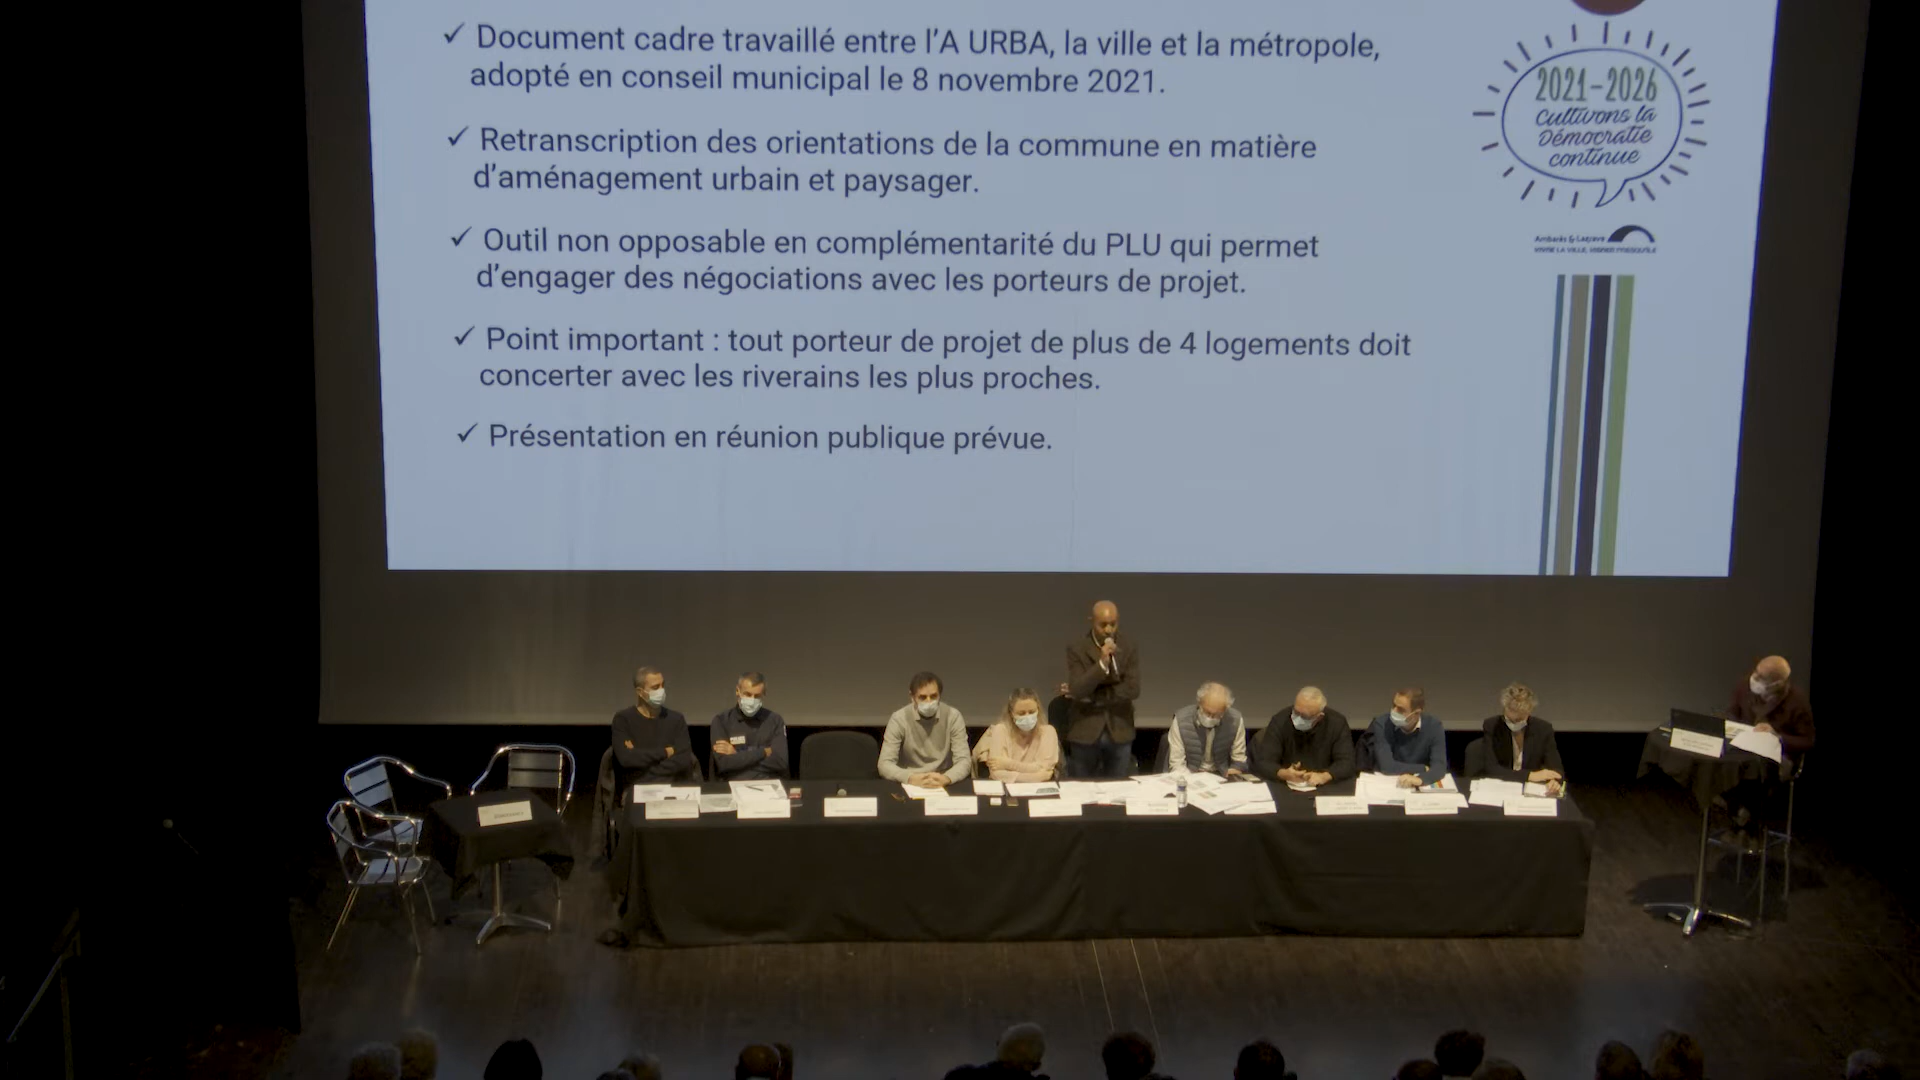 ✓ Document cadre travaillé entre l'A URBA, la ville et la métropole,
adopté en conseil municipal le 8 novembre 2021.
✓ Retranscription des orientations de la commune en matière
d'aménagement urbain et paysager.
✓ Outil non opposable en complémentarité du PLU qui permet
d'engager des négociations avec les porteurs de projet.
✓ Point important : tout porteur de projet de plus de 4 logements doit
concerter avec les riverains les plus proches.
✓ Présentation en réunion publique prévue.
2021-2026
Cultivons la
Démocratie
continue
Ambarès & Lagrave